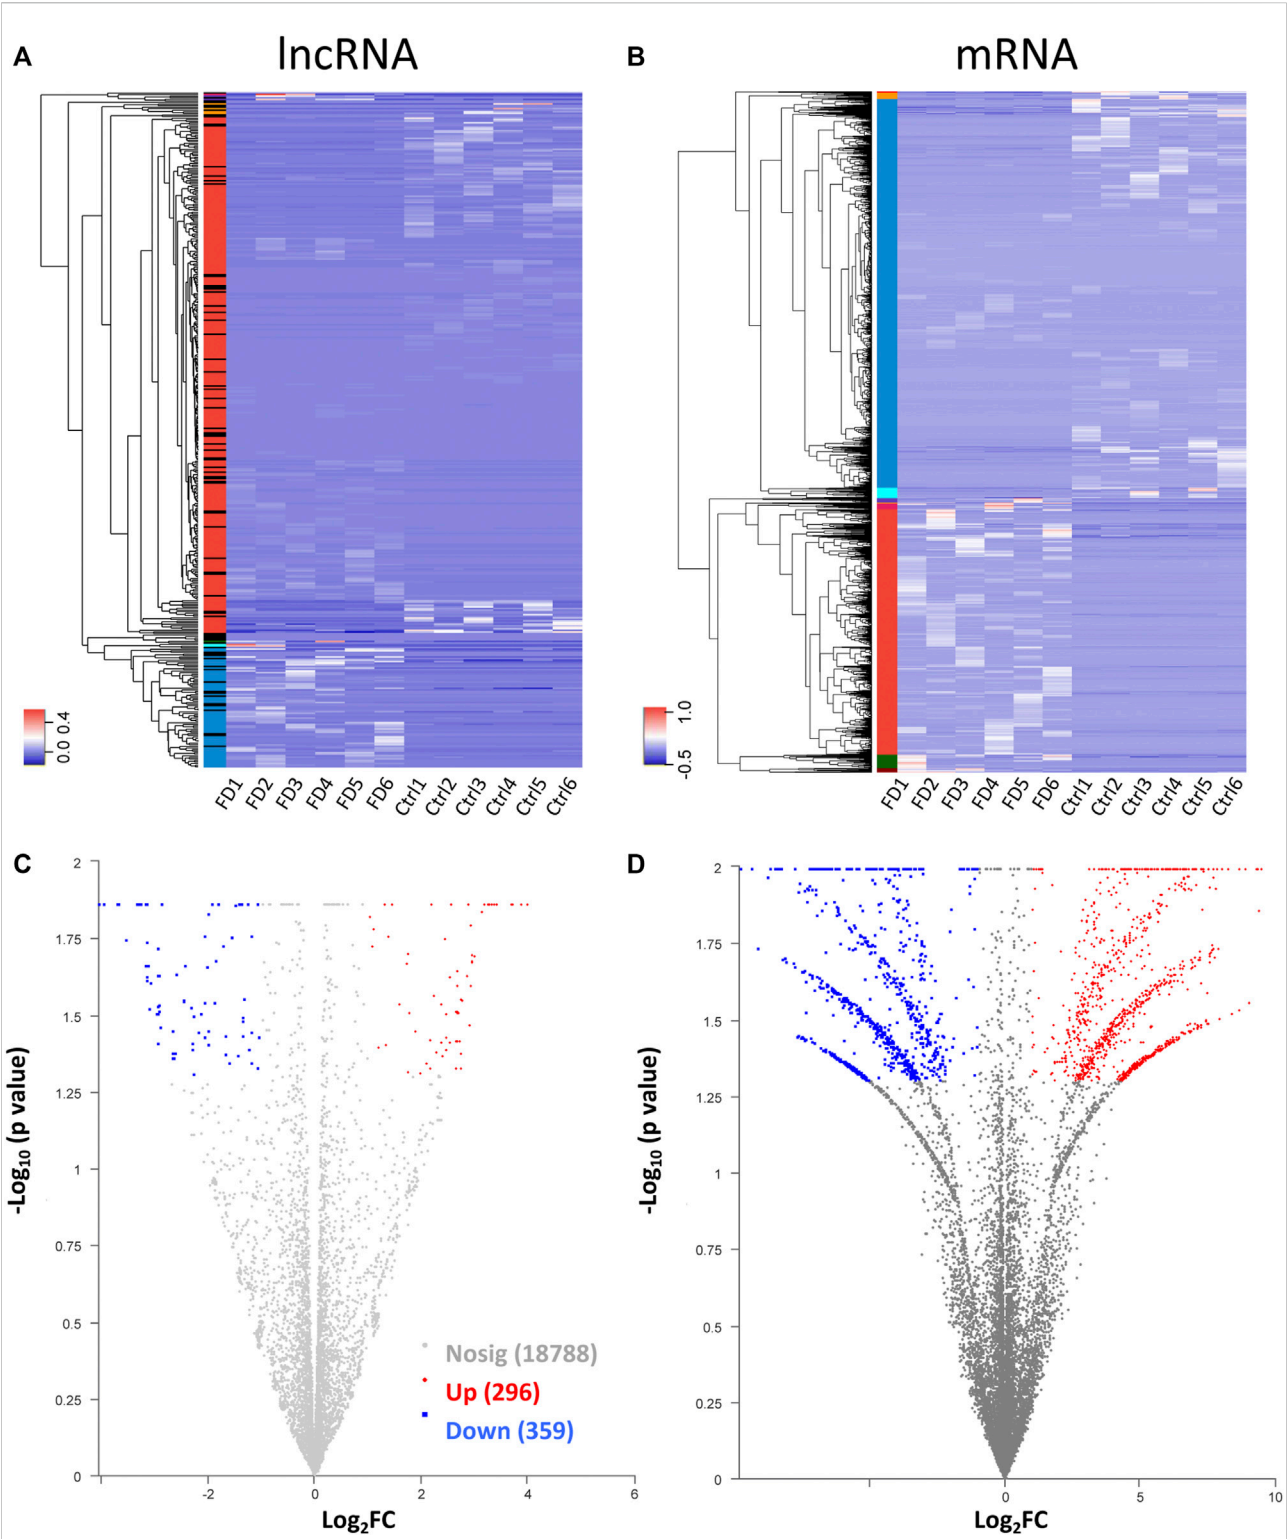 A
lncRNA
B
mRNA
0.4
0.0
1.0
-0.5
FD1 FD2 FD3 FD4 FD5 FD6 Ctrl1 Ctrl2 Ctrl3 Ctrl4 Ctrl5 Ctrl6
FD1 FD2 FD3 FD4 FD5 FD6 Ctrl1 Ctrl2 Ctrl3 Ctrl4 Ctrl5 Ctrl6
C
2
1.75
1.5
1.25
1
0.75
0.5
0.25
0
-Log10 (p value)
Nosig (18788)
Up (296)
Down (359)
-2 0 2 4 6
Log2FC
D
2
1.75
1.5
1.25
1
0.75
0.5
0.25
0
-Log10 (p value)
0 5 10
Log2FC